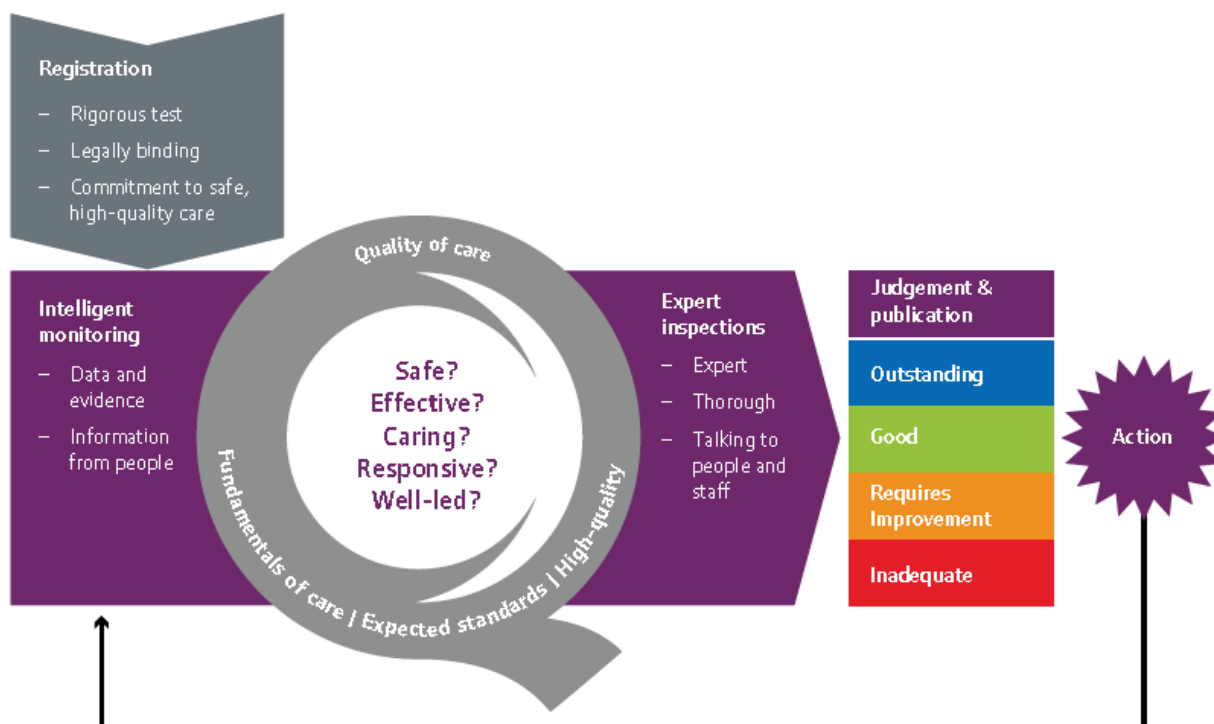 Registration
– Rigorous test
– Legally binding
– Commitment to safe,
high-quality care
Intelligent
monitoring
– Data and
evidence
– Information
from people
Quality of care
Safe?
Effective?
Caring?
Responsive?
Well-led?
Fundamentals of care | Expected standards | High-quality
Expert
inspections
– Expert
– Thorough
– Talking to
people and
staff
Judgement &
publication
Outstanding
Good
Requires
Improvement
Inadequate
Action